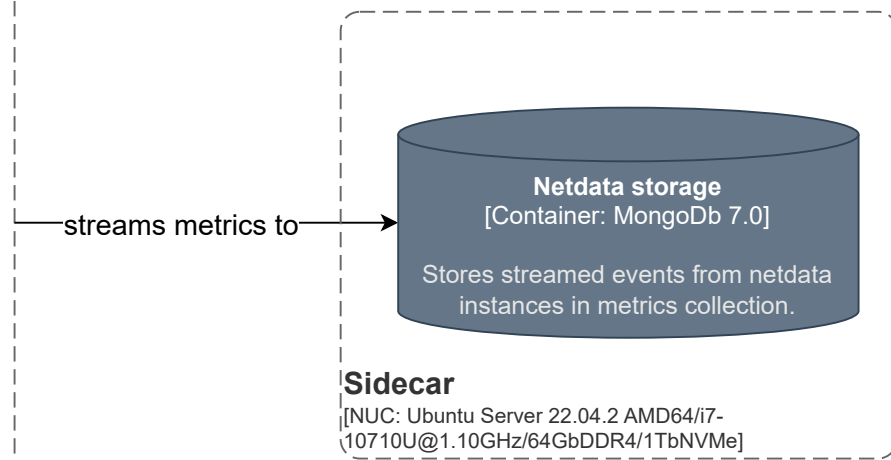 streams metrics to
Netdata storage
[Container: MongoDb 7.0]
Stores streamed events from netdata
instances in metrics collection.
Sidecar
[NUC: Ubuntu Server 22.04.2 AMD64/i7-
10710U@1.10GHz/64GbDDR4/1TbNVMe]